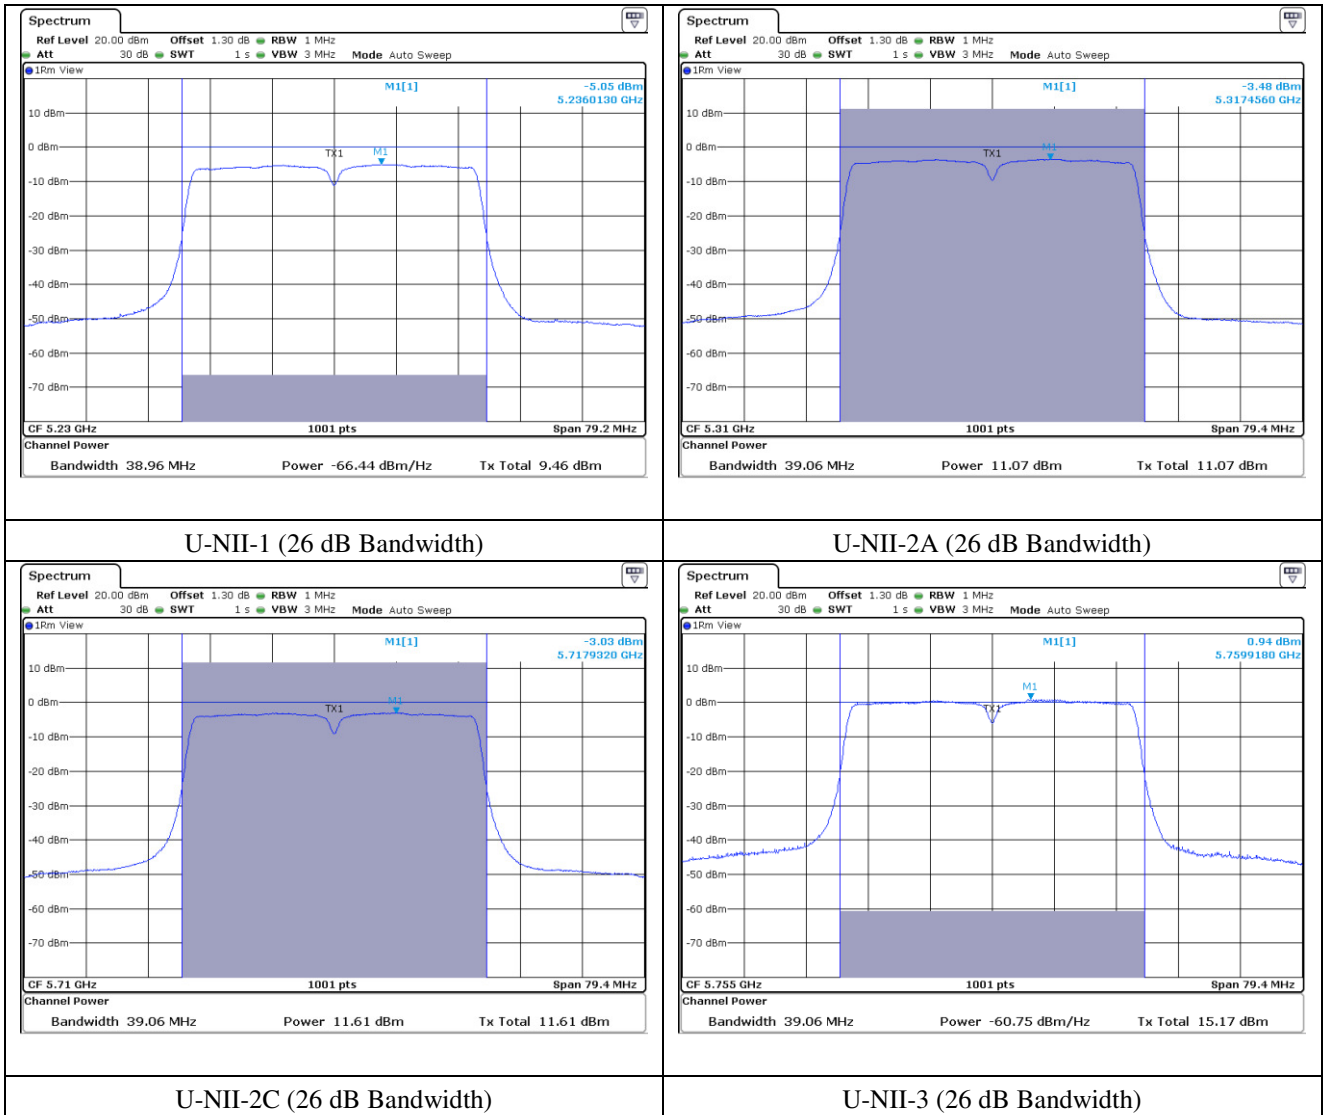 Spectrum
Ref Level 20.00 dBm Offset 1.30 dB RBW 1 MHz
Att 30 dB SWT 1 s VBW 3 MHz Mode Auto Sweep
1Rm View
M1[1] -5.05 dBm
5.2360130 GHz
10 dBm
0 dBm
TX1 M1
-10 dBm
-20 dBm
-30 dBm
-40 dBm
-50 dBm
-60 dBm
-70 dBm
CF 5.23 GHz 1001 pts Span 79.2 MHz
Channel Power
Bandwidth 38.96 MHz Power -66.44 dBm/Hz Tx Total 9.46 dBm
U-NII-1 (26 dB Bandwidth)
Spectrum
Ref Level 20.00 dBm Offset 1.30 dB RBW 1 MHz
Att 30 dB SWT 1 s VBW 3 MHz Mode Auto Sweep
1Rm View
M1[1] -3.48 dBm
5.3174560 GHz
10 dBm
0 dBm
TX1 M1
-10 dBm
-20 dBm
-30 dBm
-40 dBm
-50 dBm
-60 dBm
-70 dBm
CF 5.31 GHz 1001 pts Span 79.4 MHz
Channel Power
Bandwidth 39.06 MHz Power 11.07 dBm Tx Total 11.07 dBm
U-NII-2A (26 dB Bandwidth)
Spectrum
Ref Level 20.00 dBm Offset 1.30 dB RBW 1 MHz
Att 30 dB SWT 1 s VBW 3 MHz Mode Auto Sweep
1Rm View
M1[1] -3.03 dBm
5.7179320 GHz
10 dBm
0 dBm
M1
TX1
-10 dBm
-20 dBm
-30 dBm
-40 dBm
-50 dBm
-60 dBm
-70 dBm
CF 5.71 GHz 1001 pts Span 79.4 MHz
Channel Power
Bandwidth 39.06 MHz Power 11.61 dBm Tx Total 11.61 dBm
U-NII-2C (26 dB Bandwidth)
Spectrum
Ref Level 20.00 dBm Offset 1.30 dB RBW 1 MHz
Att 30 dB SWT 1 s VBW 3 MHz Mode Auto Sweep
1Rm View
M1[1] 0.94 dBm
5.7599180 GHz
10 dBm
M1
0 dBm
TX1
-10 dBm
-20 dBm
-30 dBm
-40 dBm
-50 dBm
-60 dBm
-70 dBm
CF 5.755 GHz 1001 pts Span 79.4 MHz
Channel Power
Bandwidth 39.06 MHz Power -60.75 dBm/Hz Tx Total 15.17 dBm
U-NII-3 (26 dB Bandwidth)